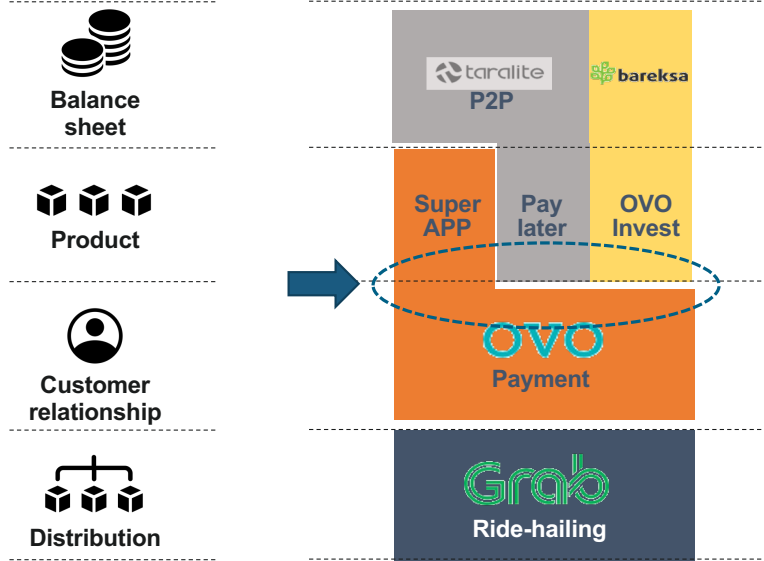 Balance
sheet
taralite
P2P
bareksa
Product
Super
APP
Pay
later
OVO
Invest
Customer
relationship
OVO
Payment
Distribution
Grab
Ride-hailing